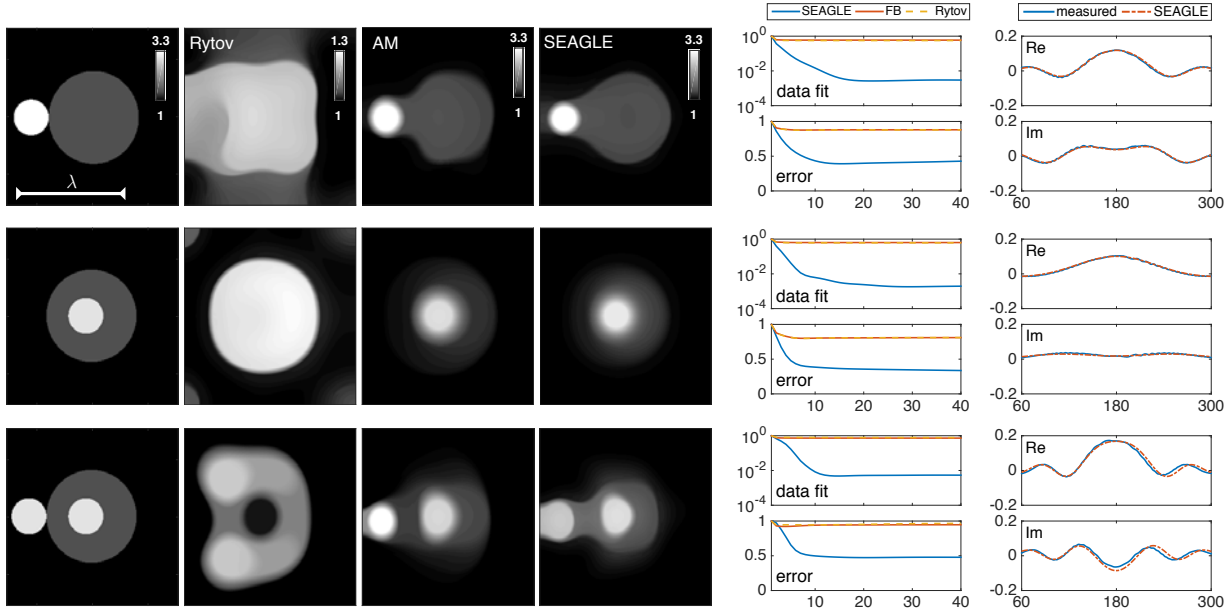 SEAGLE FB Rytov
measured SEAGLE
3.3
1
λ
Rytov
1.3
1
AM
3.3
1
SEAGLE
3.3
1
10^0
10^-2
10^-4
data fit
1
0.5
0
error
10 20 30 40
0.2
0
-0.2
Re
0.2
0
-0.2
Im
60 180 300
10^0
10^-2
10^-4
data fit
1
0.5
0
error
10 20 30 40
0.2
0
-0.2
Re
0.2
0
-0.2
Im
60 180 300
10^0
10^-2
10^-4
data fit
1
0.5
0
error
10 20 30 40
0.2
0
-0.2
Re
0.2
0
-0.2
Im
60 180 300